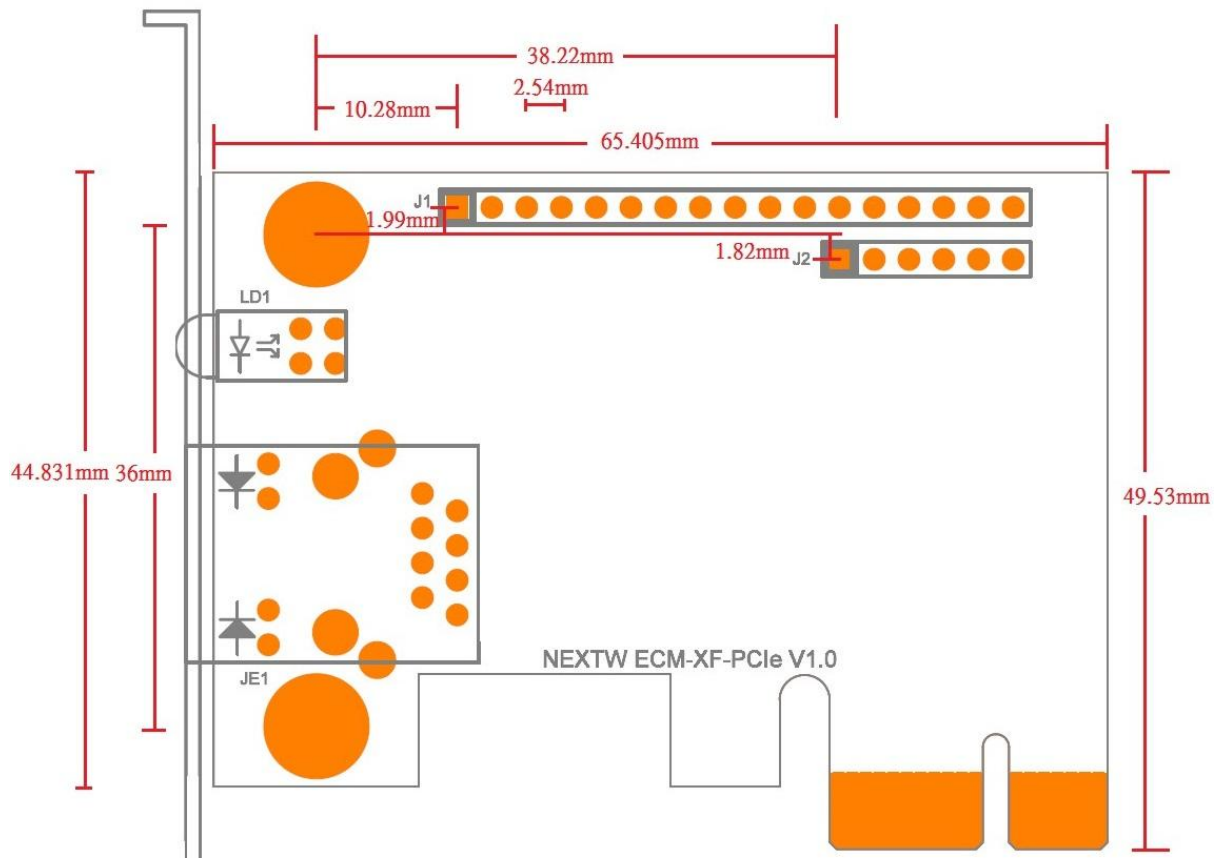 38.22mm
2.54mm
10.28mm
65.405mm
J1
1.99mm
1.82mm
J2
LD1
44.831mm
36mm
49.53mm
NEXTW ECM-XF-PCIe V1.0
JE1